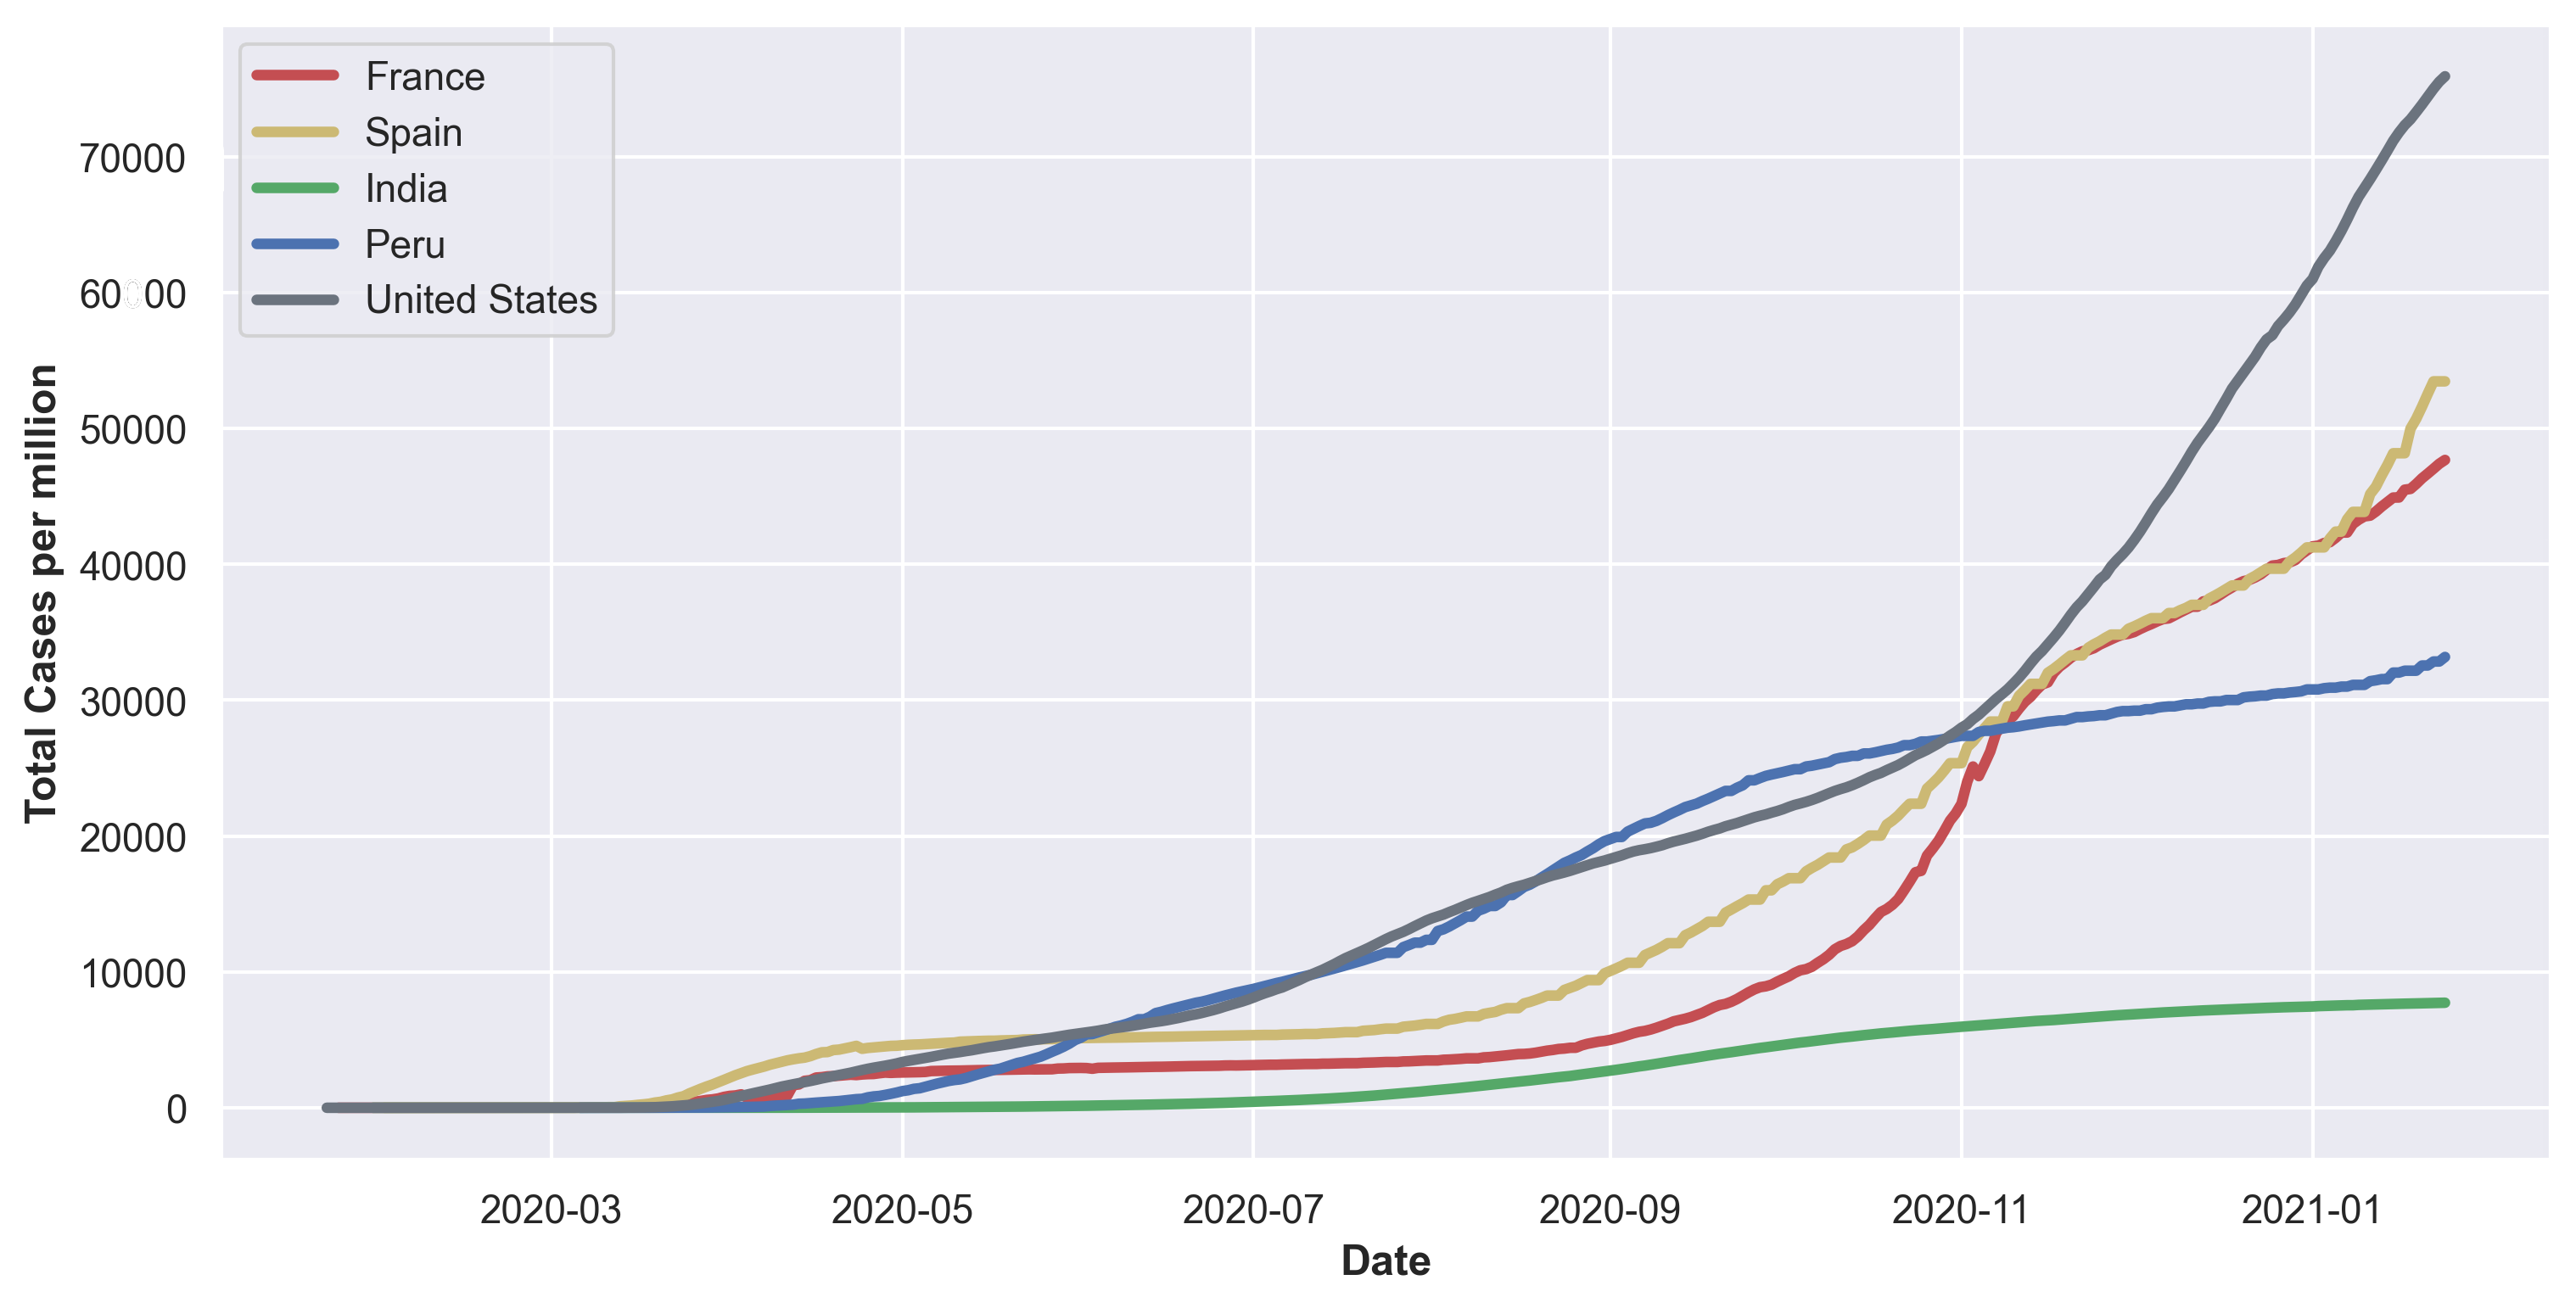 France
Spain
India
Peru
United States
70000
60000
50000
40000
30000
20000
10000
0
Total Cases per million
2020-03
2020-05
2020-07
2020-09
2020-11
2021-01
Date